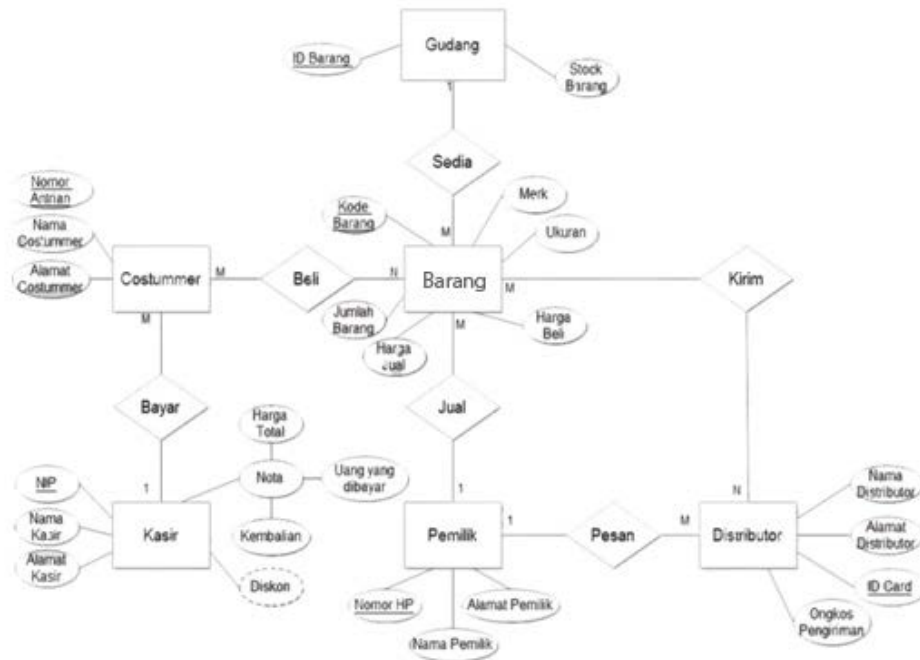 Gudang
ID Barang
Stock
Barang
1
Sedia
Nomor
Antrian
Kode
Barang
Merk
Nama
Costummer
M
Ukuran
Alamat
Costummer
Costummer
M
Beli
N
Barang
M
Kirim
Jumlah
Barang
Harga
Jual
M
Harga
Beli
M
Bayar
Jual
Harga
Total
Nota
Uang yang
dibayar
Kembalian
NIP
Nama
Kasir
Alamat
Kasir
1
Kasir
Diskon
1
Pemilik
1
Pesan
M
N
Distributor
Nama
Distributor
Alamat
Distributor
ID Card
Ongkos
Pengiriman
Nomor HP
Alamat Pemilik
Nama Pemilik